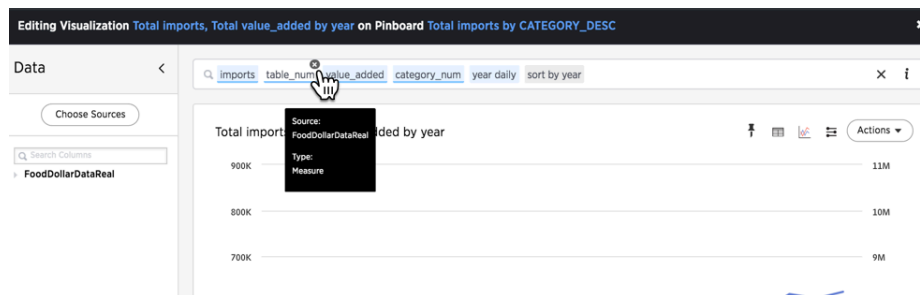 Editing Visualization Total imports, Total value_added by year on Pinboard Total imports by CATEGORY_DESC
Data
imports table_num value_added category_num year daily sort by year
Choose Sources
Search Columns
FoodDollarDataReal
Total imports added by year
Actions
Source:
FoodDollarDataReal
Type:
Measure
900K
11M
800K
10M
700K
9M